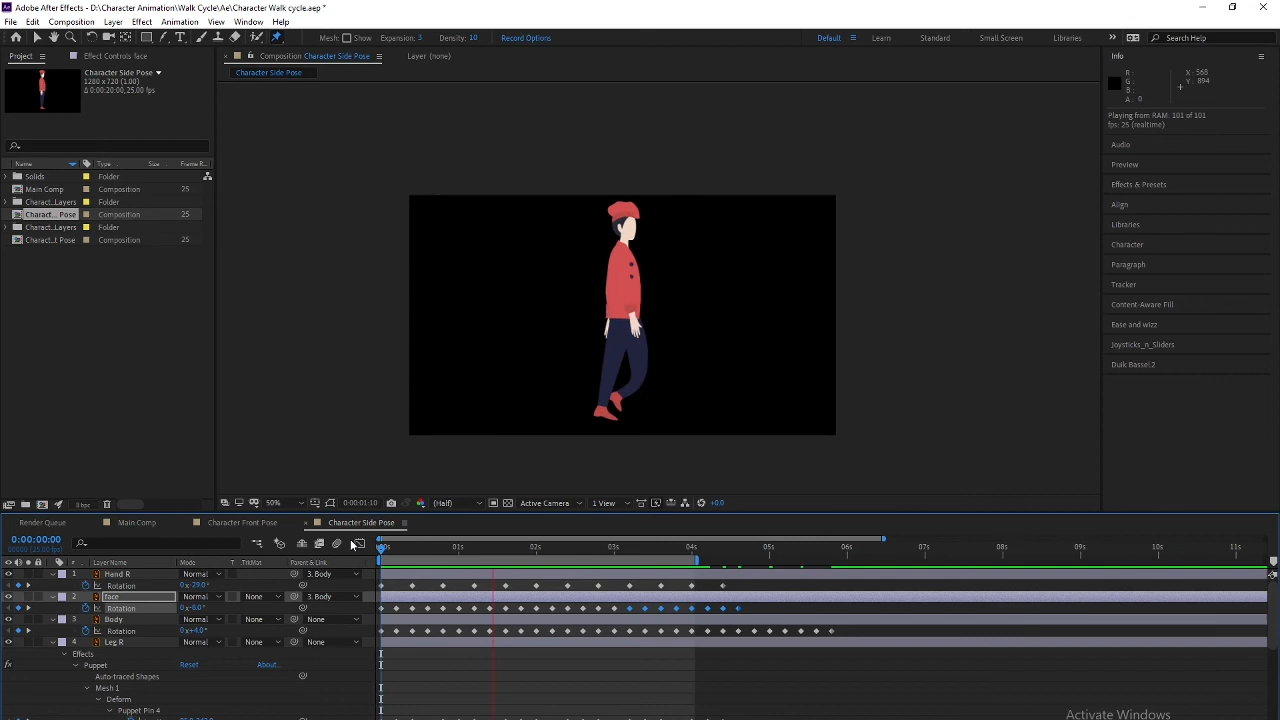 Adobe After Effects - D:\Character Animation\Walk Cycle\Ae\Character Walk cycle.aep *
File Edit Composition Layer Effect Animation View Window Help
Mesh: Show Expansion: 3 Density: 10 Record Options Default Learn Standard Small Screen Libraries Search Help
Project Effect Controls face Composition Character Side Pose Layer (none) Info
Character Side Pose
1280 x 720 (1.00)
Δ 0:00:20:00, 25.00 fps
Character Side Pose
R :
G :
B :
A : 0
X : 568
Y : 894
Playing from RAM: 101 of 101
fps: 25 (realtime)
Audio
Preview
Effects & Presets
Align
Libraries
Character
Paragraph
Tracker
Content-Aware Fill
Ease and wizz
Joysticks_n_Sliders
Duik Bassel.2
Name Type Size Frame R...
Solids Folder
Main Comp Composition 25
Charact...Layers Folder
Charact... Pose Composition 25
Charact...Layers Folder
Charact...t Pose Composition 25
8 bpc
50% 0:00:01:10 (Half) Active Camera 1 View +0.0
Render Queue Main Comp Character Front Pose Character Side Pose
0:00:00:00
00000 (25.00 fps)
:00s 01s 02s 03s 04s 05s 06s 07s 08s 09s 10s 11s
# Layer Name Mode T .TrkMat Parent & Link
1 Hand R Normal 3. Body
Rotation 0 x-29.0°
2 face Normal None 3. Body
Rotation 0 x-8.0°
3 Body Normal None None
Rotation 0 x+4.0°
4 Leg R Normal None None
Effects
Puppet Reset About...
Auto-traced Shapes
Mesh 1
Deform
Puppet Pin 4
Activate Windows